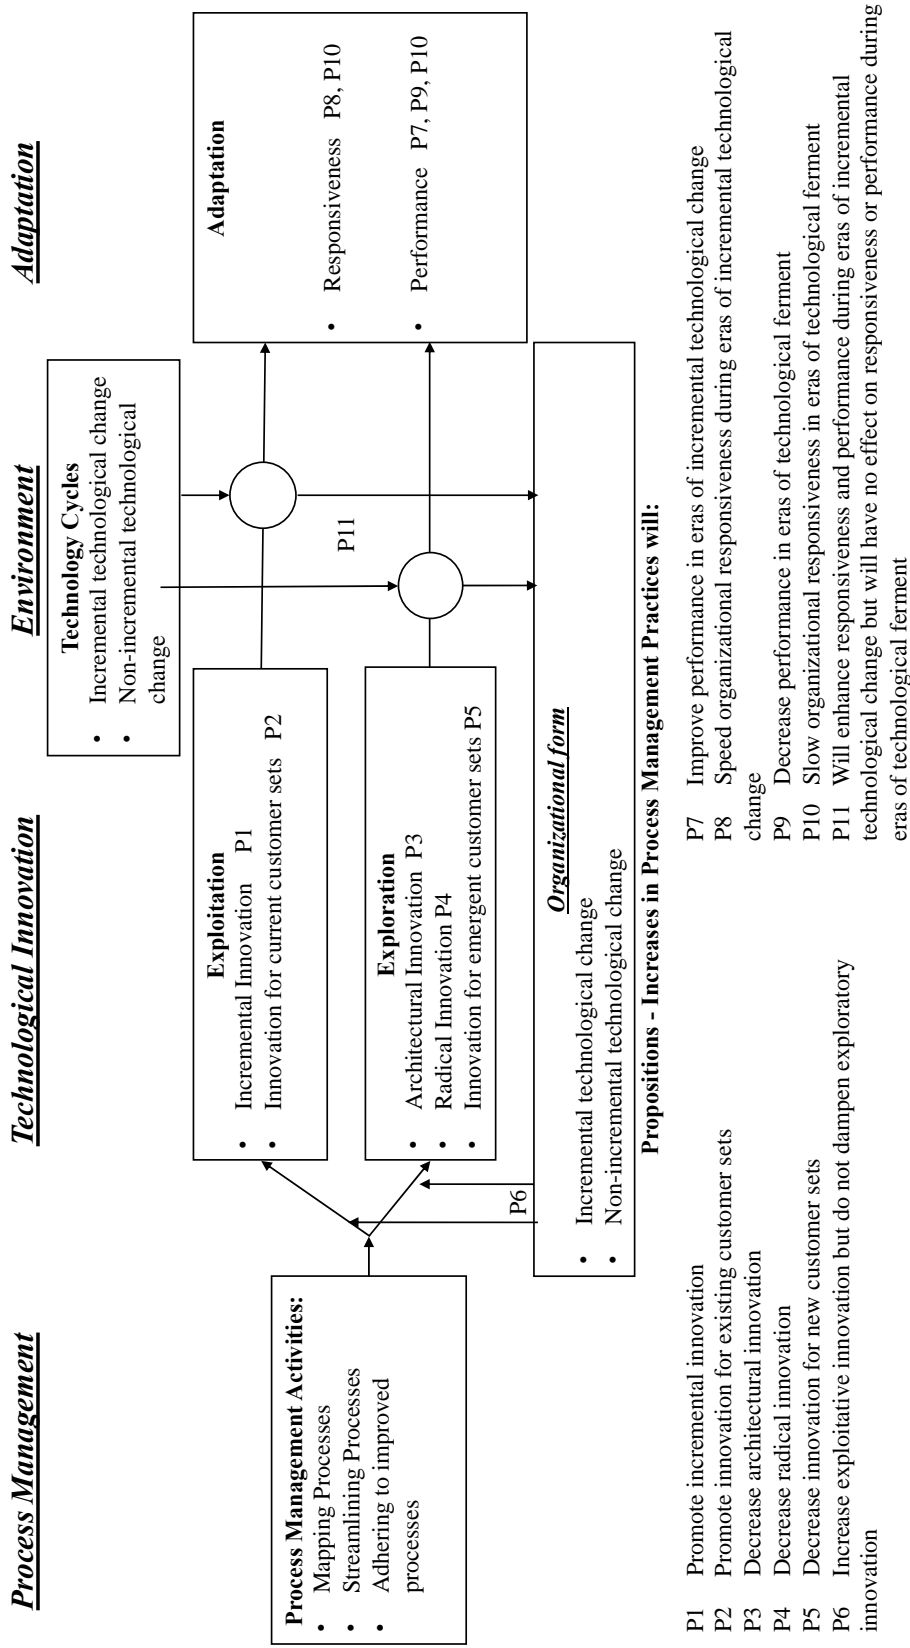 Process Management
Technological Innovation
Environment
Adaptation
Process Management Activities:
• Mapping Processes
• Streamlining Processes
• Adhering to improved
processes
Exploitation
• Incremental Innovation P1
• Innovation for current customer sets P2
Exploration
• Architectural Innovation P3
• Radical Innovation P4
• Innovation for emergent customer sets P5
Technology Cycles
• Incremental technological change
• Non-incremental technological
change
P11
Adaptation
• Responsiveness P8, P10
• Performance P7, P9, P10
P6
Organizational form
• Incremental technological change
• Non-incremental technological change
Propositions - Increases in Process Management Practices will:
P1 Promote incremental innovation
P2 Promote innovation for existing customer sets
P3 Decrease architectural innovation
P4 Decrease radical innovation
P5 Decrease innovation for new customer sets
P6 Increase exploitative innovation but do not dampen exploratory
innovation
P7 Improve performance in eras of incremental technological change
P8 Speed organizational responsiveness during eras of incremental technological
change
P9 Decrease performance in eras of technological ferment
P10 Slow organizational responsiveness in eras of technological ferment
P11 Will enhance responsiveness and performance during eras of incremental
technological change but will have no effect on responsiveness or performance during
eras of technological ferment